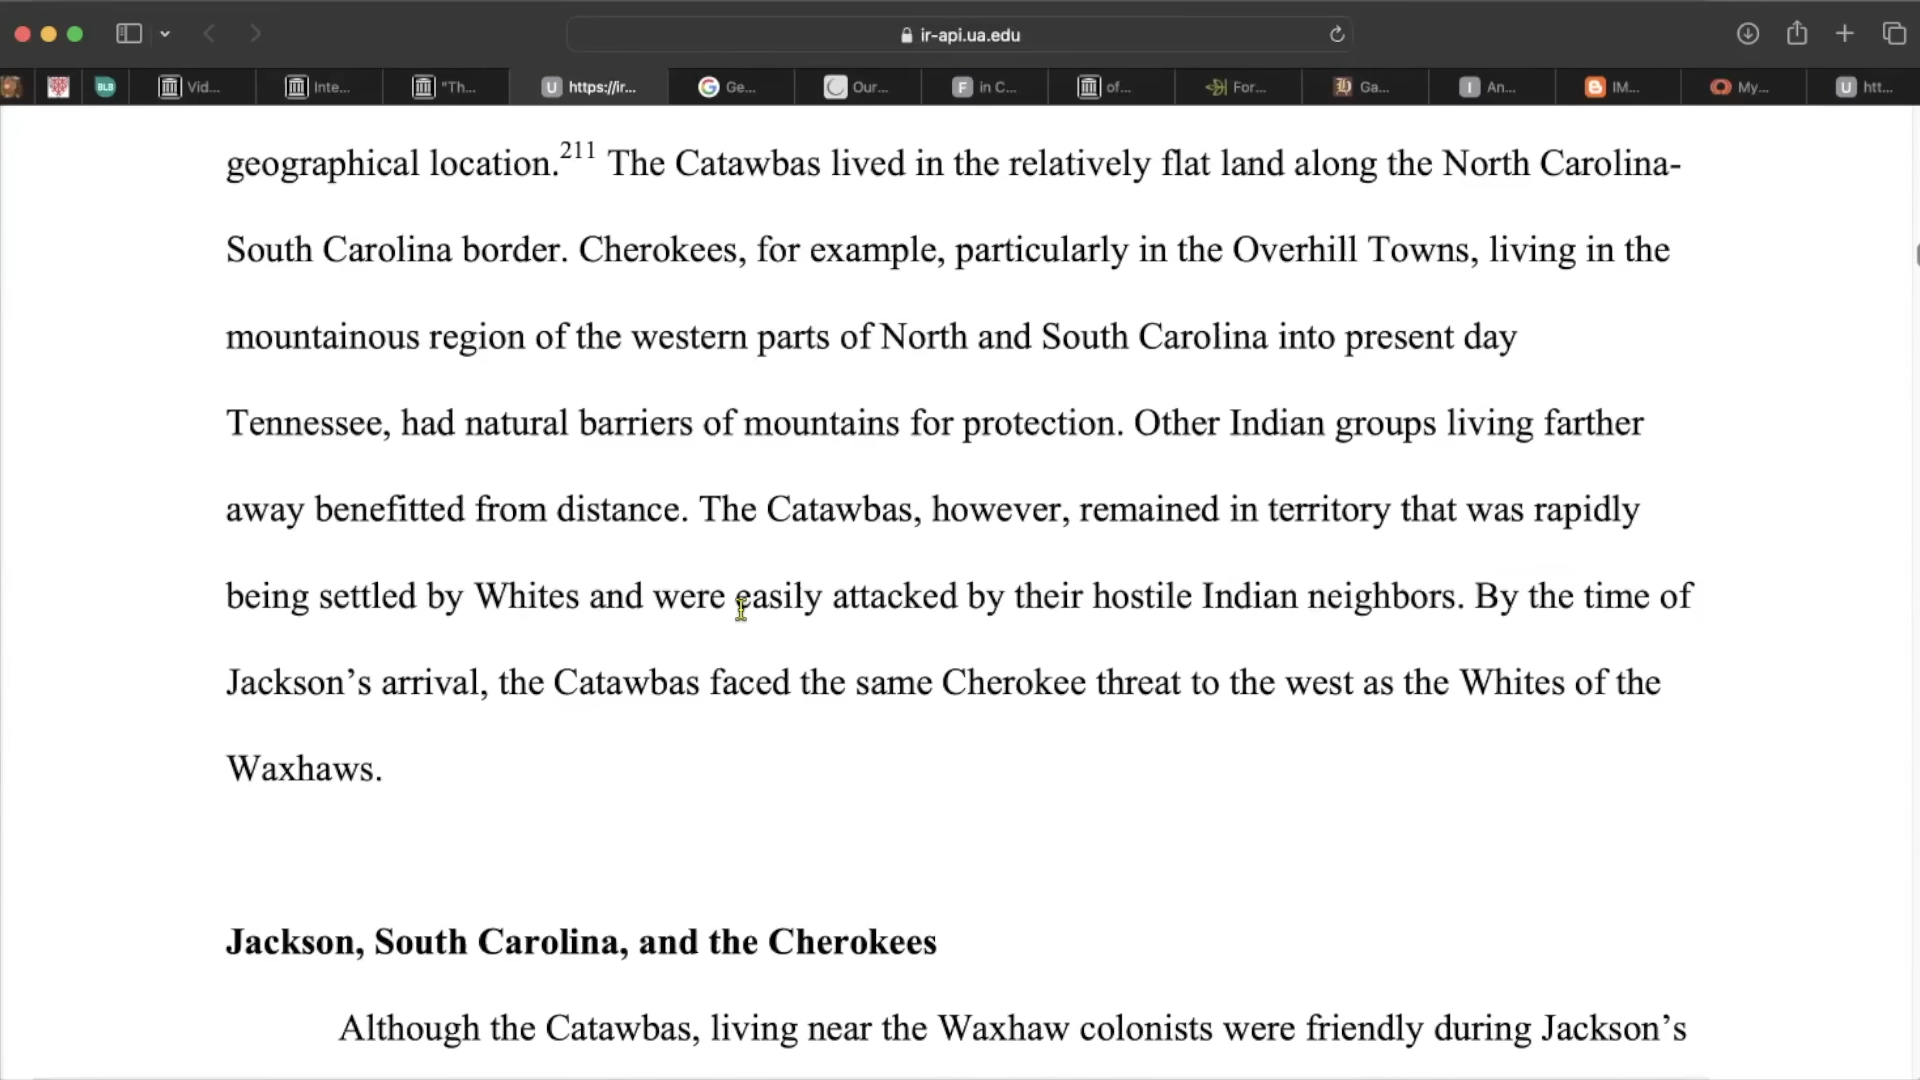 ir-api.ua.edu
BLB
Vid...
Inte...
"Th...
U https://ir...
Ge...
Our...
F in C...
of...
For...
Ga...
I An...
IM...
My...
U htt...
geographical location.211 The Catawbas lived in the relatively flat land along the North Carolina-
South Carolina border. Cherokees, for example, particularly in the Overhill Towns, living in the
mountainous region of the western parts of North and South Carolina into present day
Tennessee, had natural barriers of mountains for protection. Other Indian groups living farther
away benefitted from distance. The Catawbas, however, remained in territory that was rapidly
being settled by Whites and were easily attacked by their hostile Indian neighbors. By the time of
Jackson’s arrival, the Catawbas faced the same Cherokee threat to the west as the Whites of the
Waxhaws.
Jackson, South Carolina, and the Cherokees
Although the Catawbas, living near the Waxhaw colonists were friendly during Jackson’s